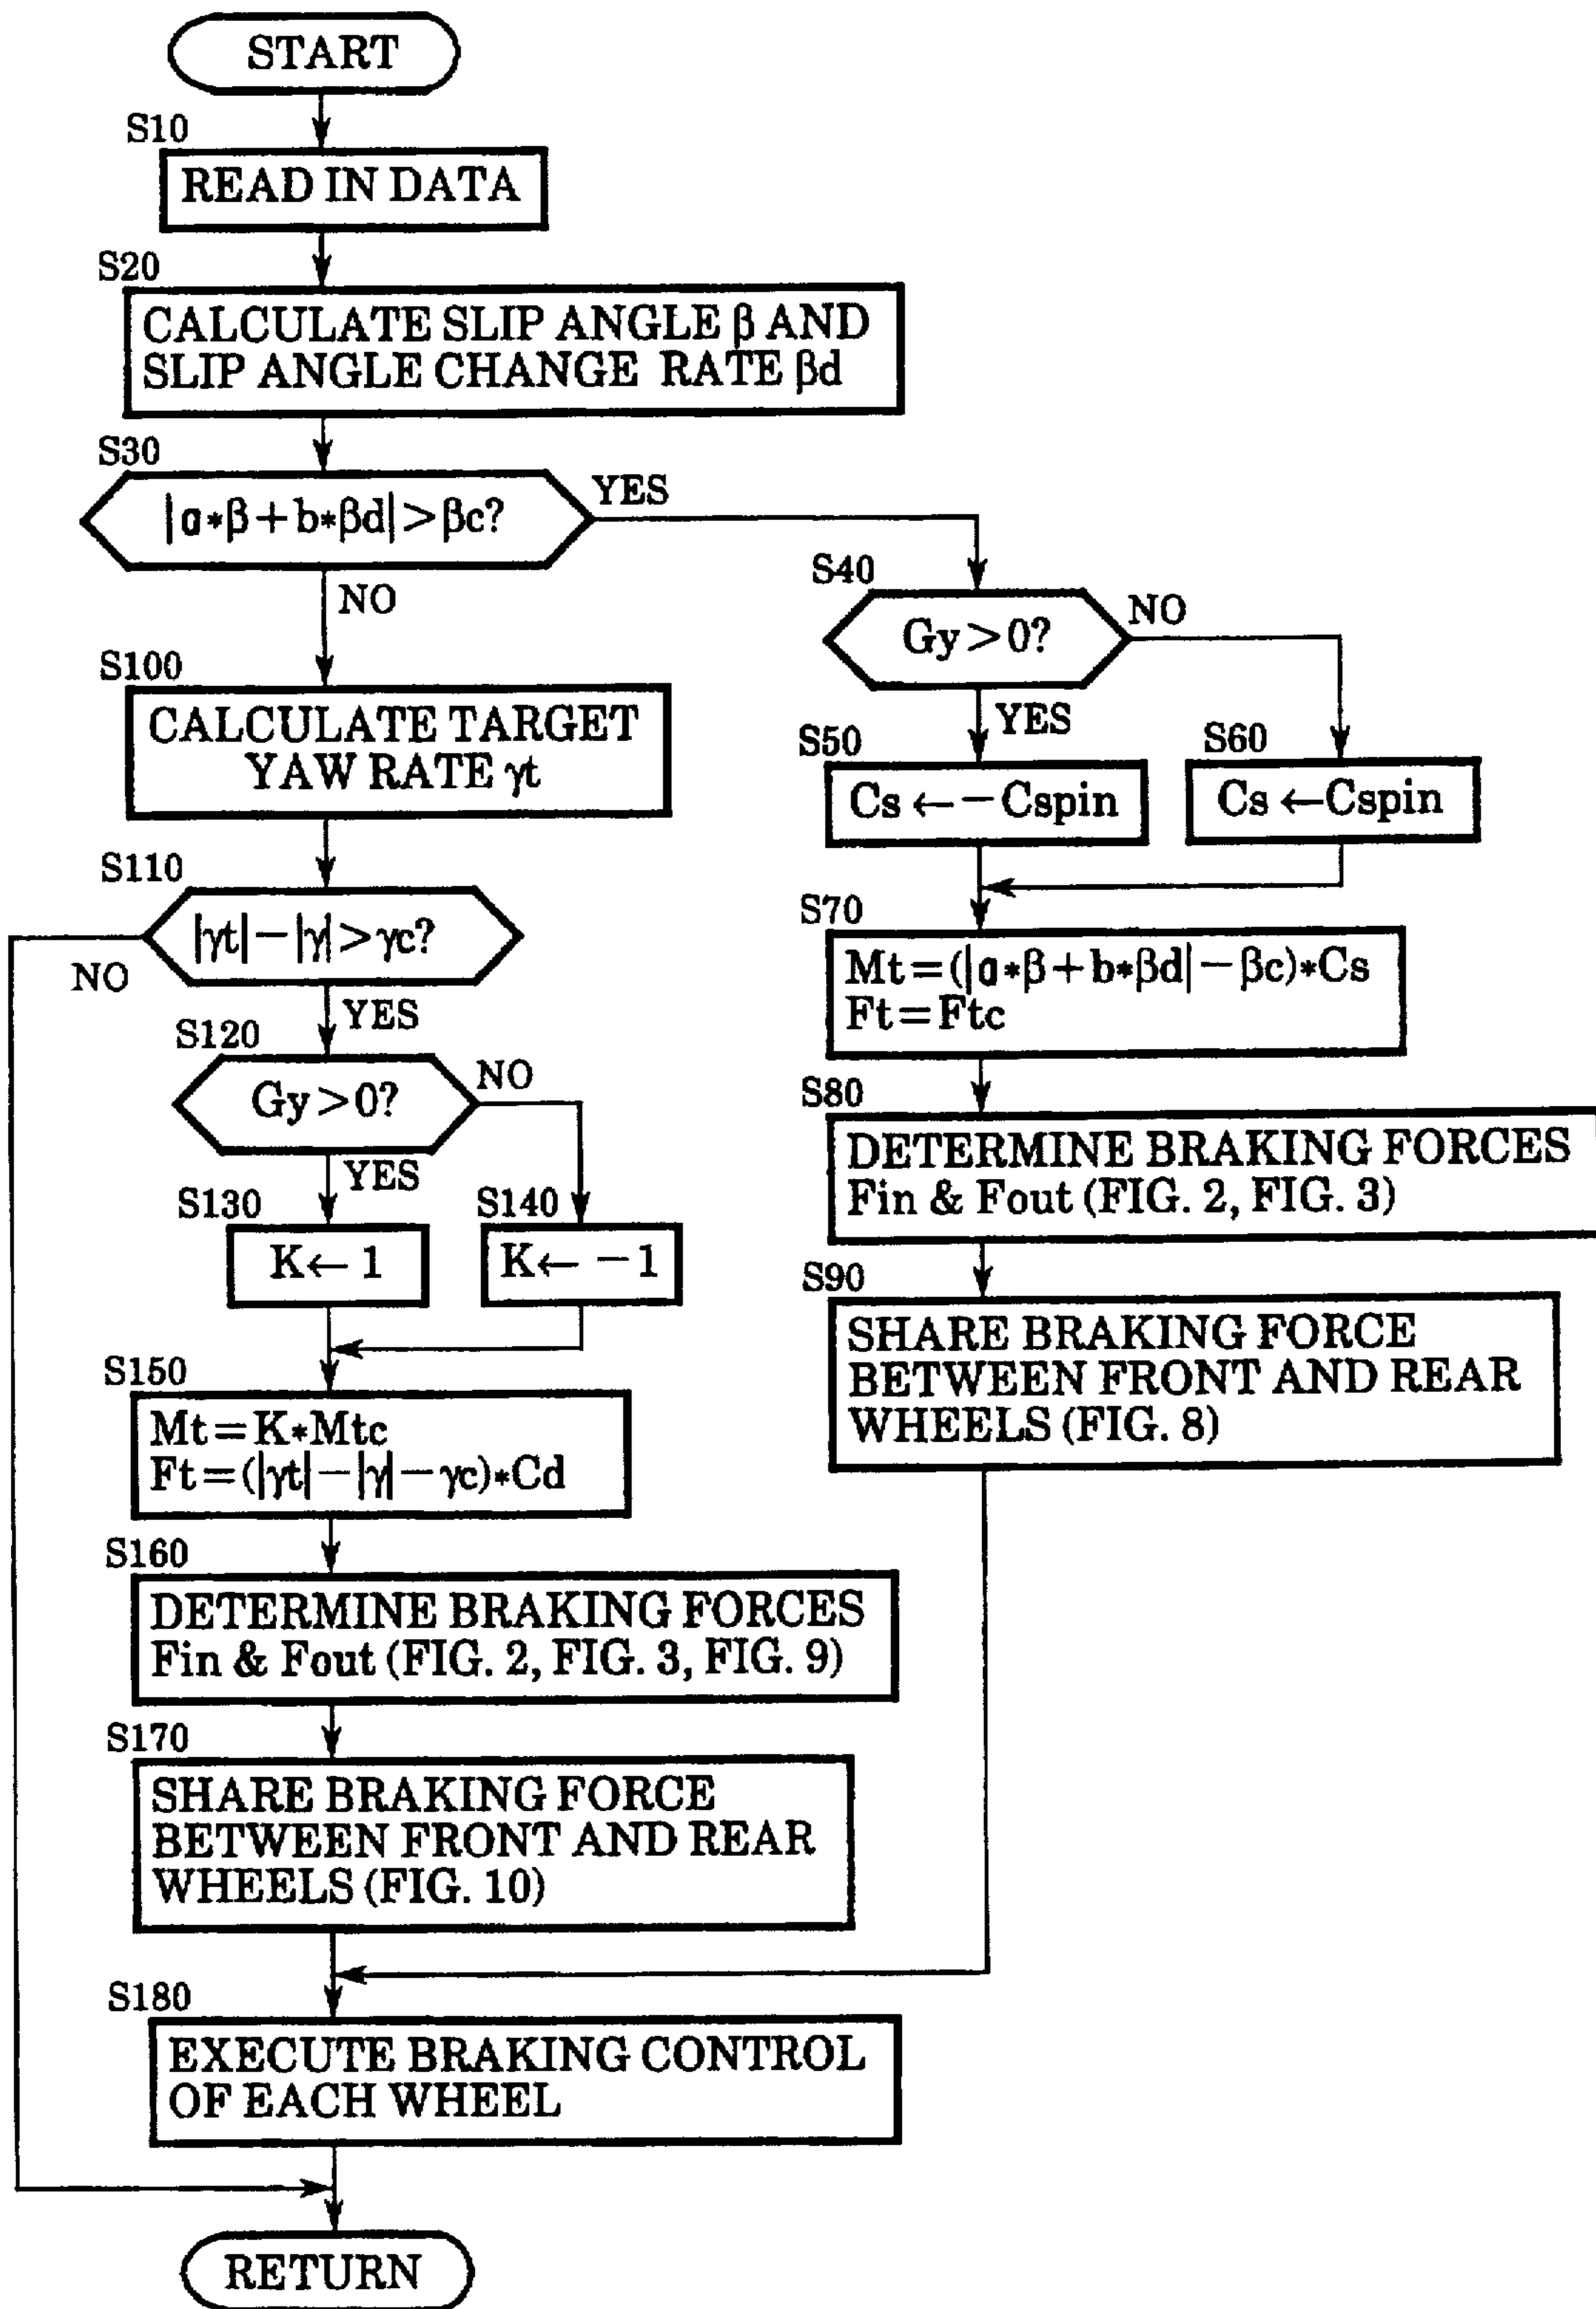 START
S10
READ IN DATA
S20
CALCULATE SLIP ANGLE β AND
SLIP ANGLE CHANGE RATE βd
S30
|a*β+b*βd|>βc?
YES
NO
S40
Gy>0?
NO
YES
S50
Cs←-Cspin
S60
Cs←Cspin
S70
Mt=(|a*β+b*βd|-βc)*Cs
Ft=Ftc
S80
DETERMINE BRAKING FORCES
Fin & Fout (FIG. 2, FIG. 3)
S90
SHARE BRAKING FORCE
BETWEEN FRONT AND REAR
WHEELS (FIG. 8)
S100
CALCULATE TARGET
YAW RATE γt
S110
|γt|-|γ|>γc?
NO
YES
S120
Gy>0?
NO
YES
S130
K←1
S140
K←-1
S150
Mt=K*Mtc
Ft=(|γt|-|γ|-γc)*Cd
S160
DETERMINE BRAKING FORCES
Fin & Fout (FIG. 2, FIG. 3, FIG. 9)
S170
SHARE BRAKING FORCE
BETWEEN FRONT AND REAR
WHEELS (FIG. 10)
S180
EXECUTE BRAKING CONTROL
OF EACH WHEEL
RETURN